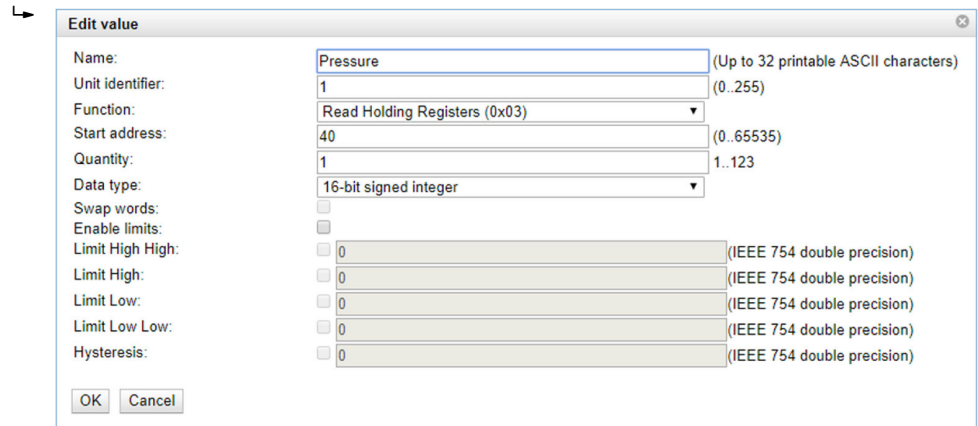 Edit value
Name: Pressure (Up to 32 printable ASCII characters)
Unit identifier: 1 (0..255)
Function: Read Holding Registers (0x03)
Start address: 40 (0..65535)
Quantity: 1 1..123
Data type: 16-bit signed integer
Swap words:
Enable limits:
Limit High High: 0 (IEEE 754 double precision)
Limit High: 0 (IEEE 754 double precision)
Limit Low: 0 (IEEE 754 double precision)
Limit Low Low: 0 (IEEE 754 double precision)
Hysteresis: 0 (IEEE 754 double precision)
OK Cancel